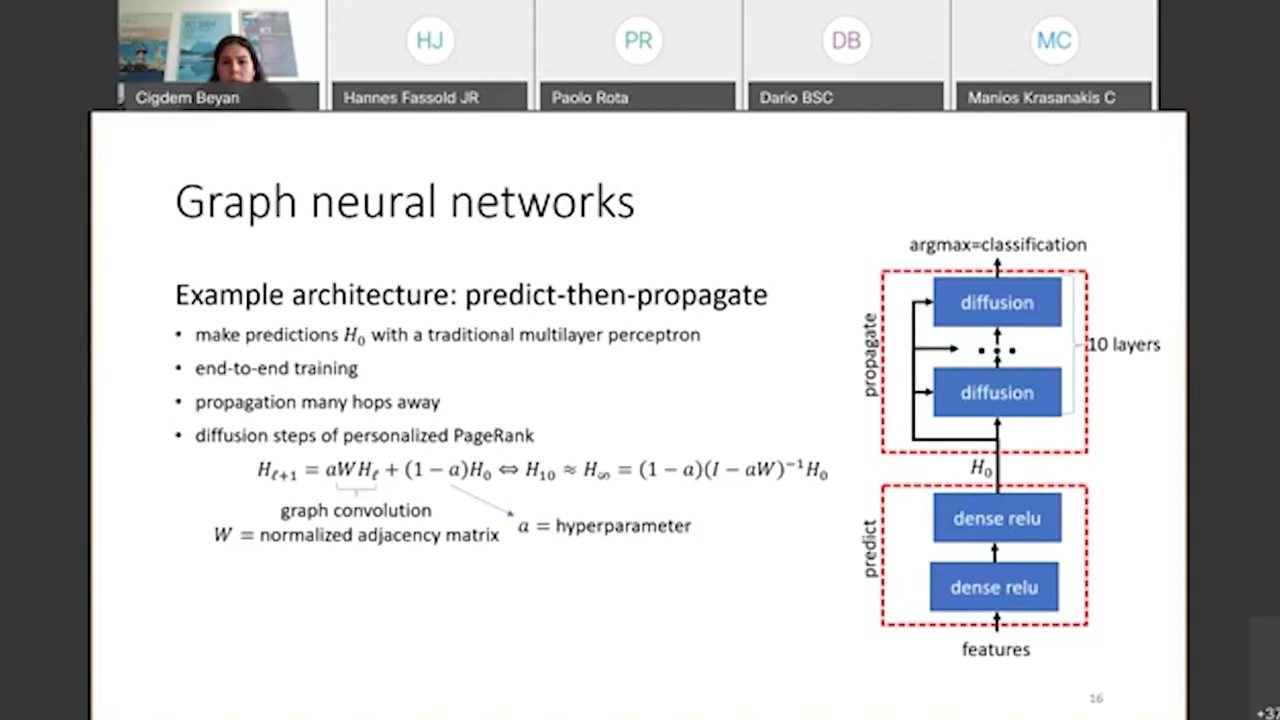 HJ
PR
DB
MC
Cigdem Beyan
Hannes Fassold JR
Paolo Rota
Dario BSC
Manios Krasanakis C
Graph neural networks
Example architecture: predict-then-propagate
• make predictions H₀ with a traditional multilayer perceptron
• end-to-end training
• propagation many hops away
• diffusion steps of personalized PageRank
H_{ℓ+1} = aWH_ℓ + (1 − a)H₀ ⇔ H₁₀ ≈ H_∞ = (1 − a)(I − aW)⁻¹H₀
graph convolution
W = normalized adjacency matrix
a = hyperparameter
argmax=classification
propagate
diffusion
10 layers
diffusion
H₀
predict
dense relu
dense relu
features
16